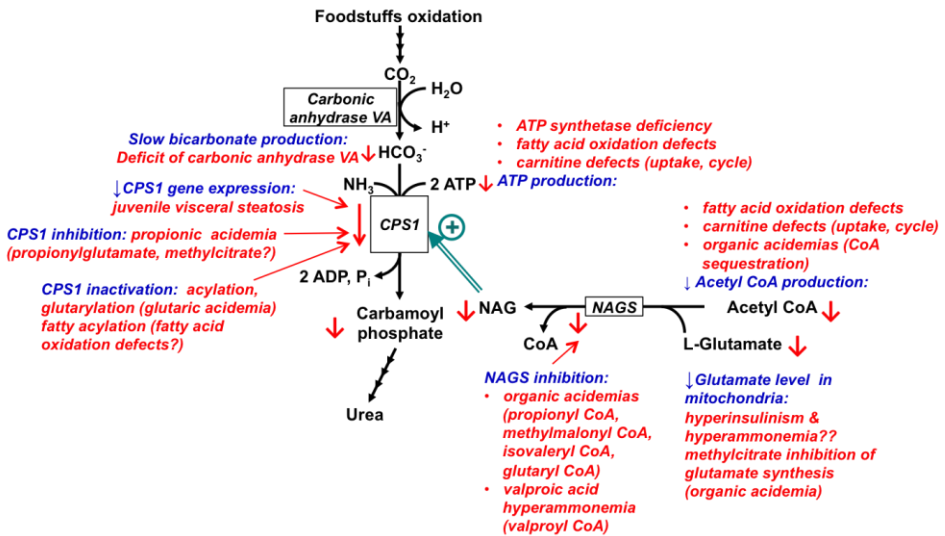 Foodstuffs oxidation
CO2
H2O
Carbonic
anhydrase VA
H+
Slow bicarbonate production:
Deficit of carbonic anhydrase VA
HCO3-
• ATP synthetase deficiency
• fatty acid oxidation defects
• carnitine defects (uptake, cycle)
↓ATP production:
NH3
2 ATP
↓CPS1 gene expression:
juvenile visceral steatosis
CPS1
+
CPS1 inhibition: propionic acidemia
(propionylglutamate, methylcitrate?)
CPS1 inactivation: acylation,
glutarylation (glutaric acidemia)
fatty acylation (fatty acid
oxidation defects?)
2 ADP, Pi
• fatty acid oxidation defects
• carnitine defects (uptake, cycle)
• organic acidemias (CoA
sequestration)
↓ Acetyl CoA production:
Carbamoyl
phosphate
NAG
NAGS
Acetyl CoA
CoA
L-Glutamate
Urea
NAGS inhibition:
• organic acidemias
(propionyl CoA,
methylmalonyl CoA,
isovaleryl CoA,
glutaryl CoA)
• valproic acid
hyperammonemia
(valproyl CoA)
↓Glutamate level in
mitochondria:
hyperinsulinism &
hyperammonemia??
methylcitrate inhibition of
glutamate synthesis
(organic acidemia)